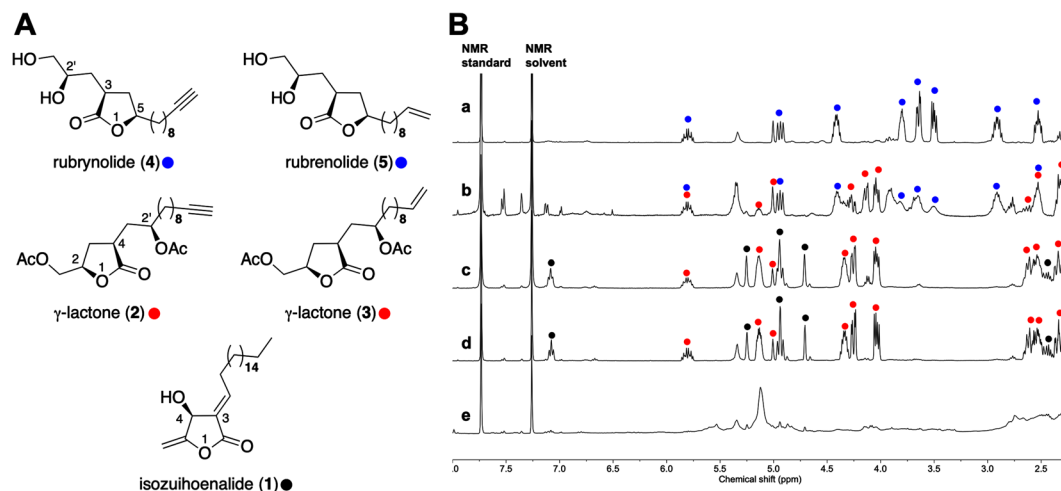 A
B
HO
2'
HO
3
5
1
O
O
8
rubrynolide (4)
HO
HO
O
O
8
rubrenolide (5)
2'
8
4
OAc
2
1
AcO
O
O
γ-lactone (2)
8
OAc
AcO
O
O
γ-lactone (3)
14
HO
4
3
1
O
O
isozuihoenalide (1)
NMR
standard
NMR
solvent
a
b
c
d
e
.0
7.5
7.0
6.5
6.0
5.5
5.0
4.5
4.0
3.5
3.0
2.5
Chemical shift (ppm)